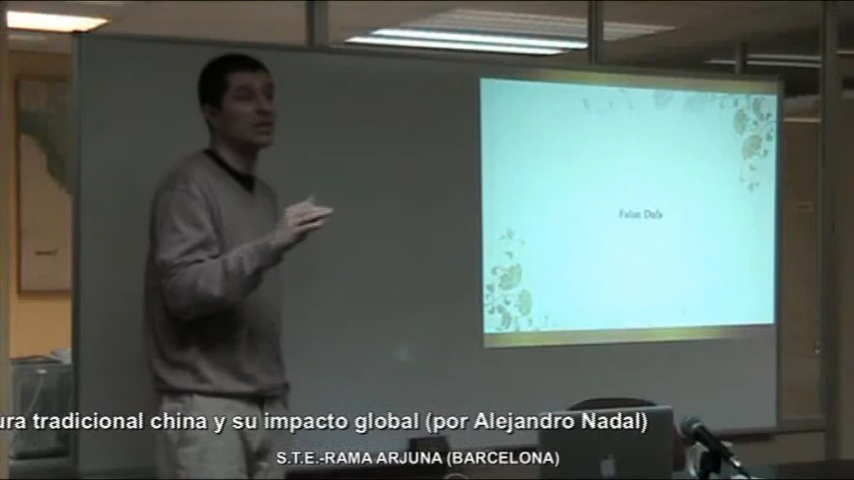 Falun Dafa
ura tradicional china y su impacto global (por Alejandro Nadal)
S.T.E.-RAMA ARJUNA (BARCELONA)